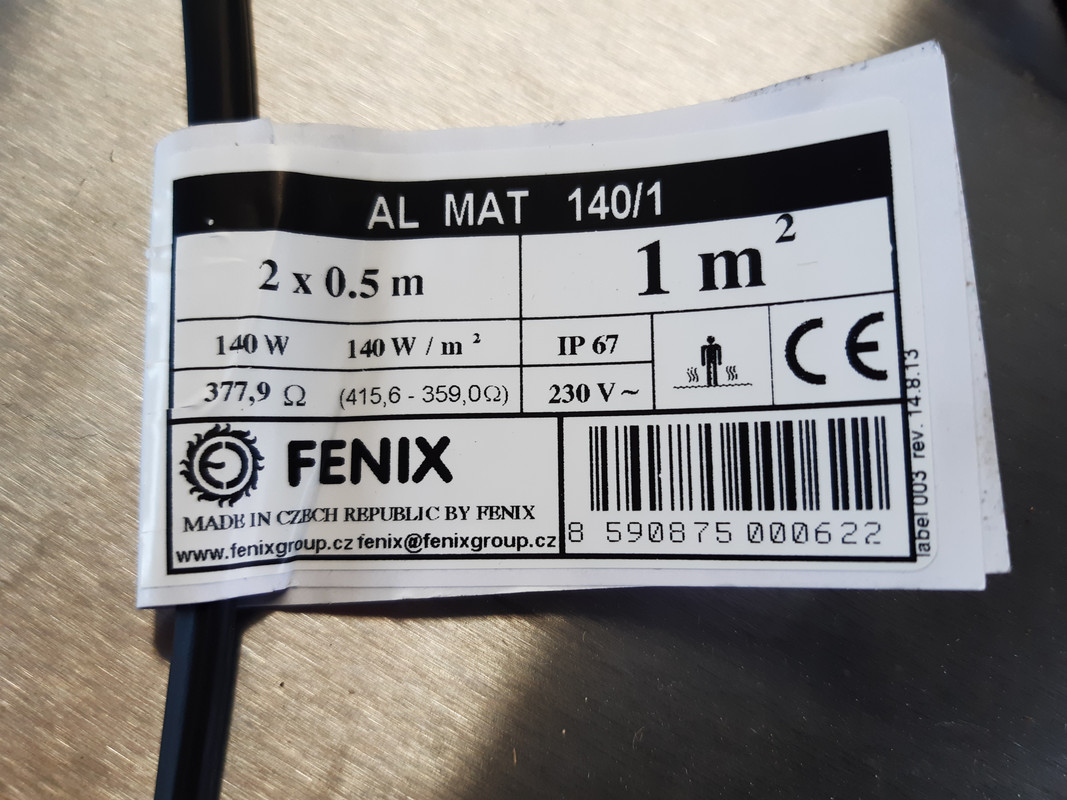 AL MAT 140/1
2 x 0.5 m
1 m²
140 W 140 W / m² IP 67
377,9 Ω (415,6 - 359,0Ω) 230 V~
CE
FENIX
MADE IN CZECH REPUBLIC BY FENIX
www.fenixgroup.cz fenix@fenixgroup.cz
8 590875 000622
label 003 rev. 14.8.13